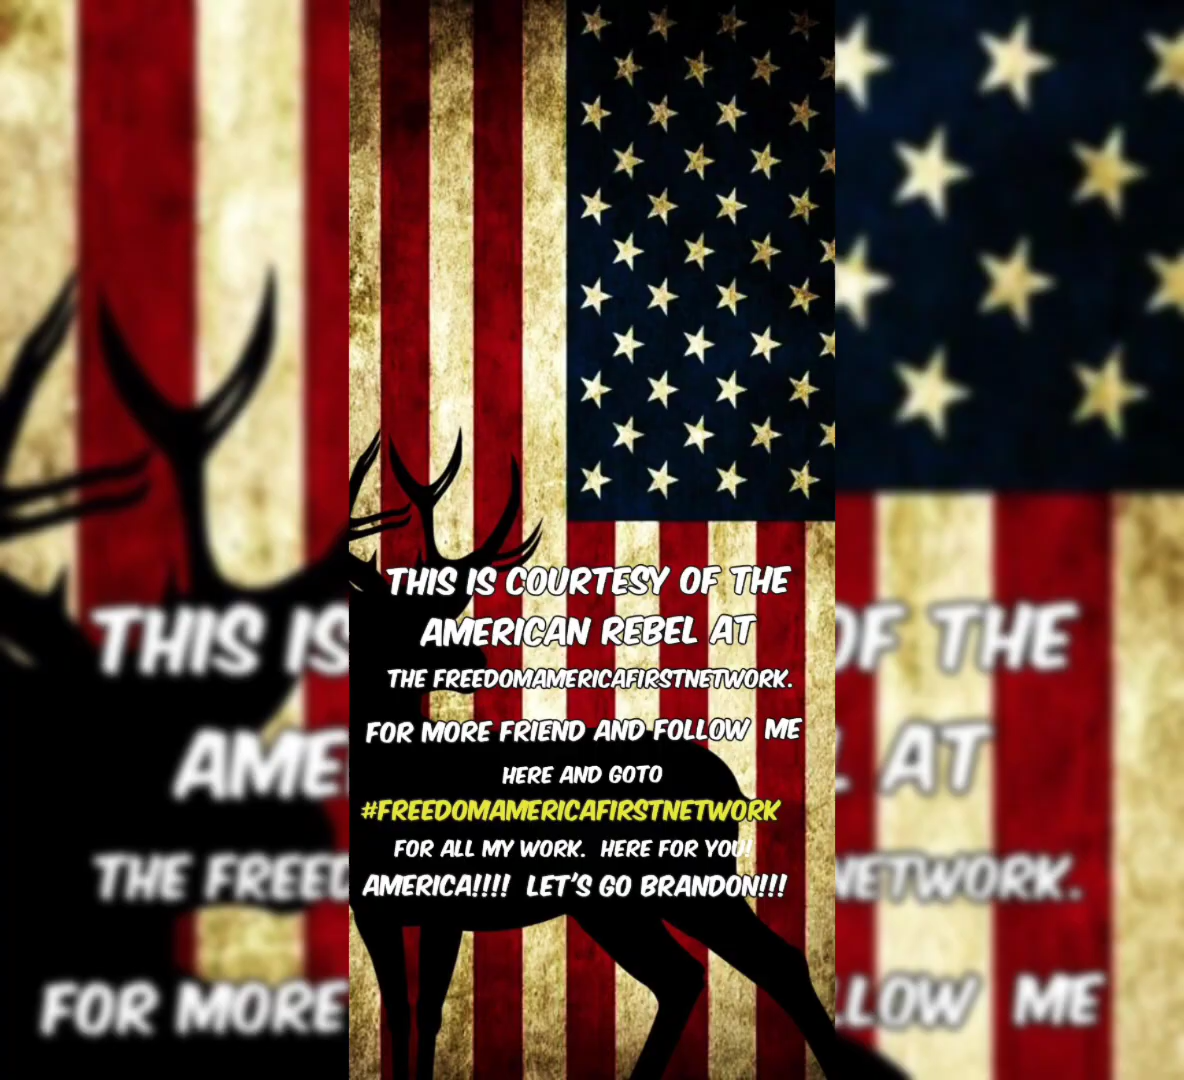 THIS IS COURTESY OF THE
AMERICAN REBEL AT
THE FREEDOMAMERICAFIRSTNETWORK.
FOR MORE FRIEND AND FOLLOW ME
HERE AND GOTO
#FREEDOMAMERICAFIRSTNETWORK
FOR ALL MY WORK. HERE FOR YOU!
AMERICA!!!! LET'S GO BRANDON!!!